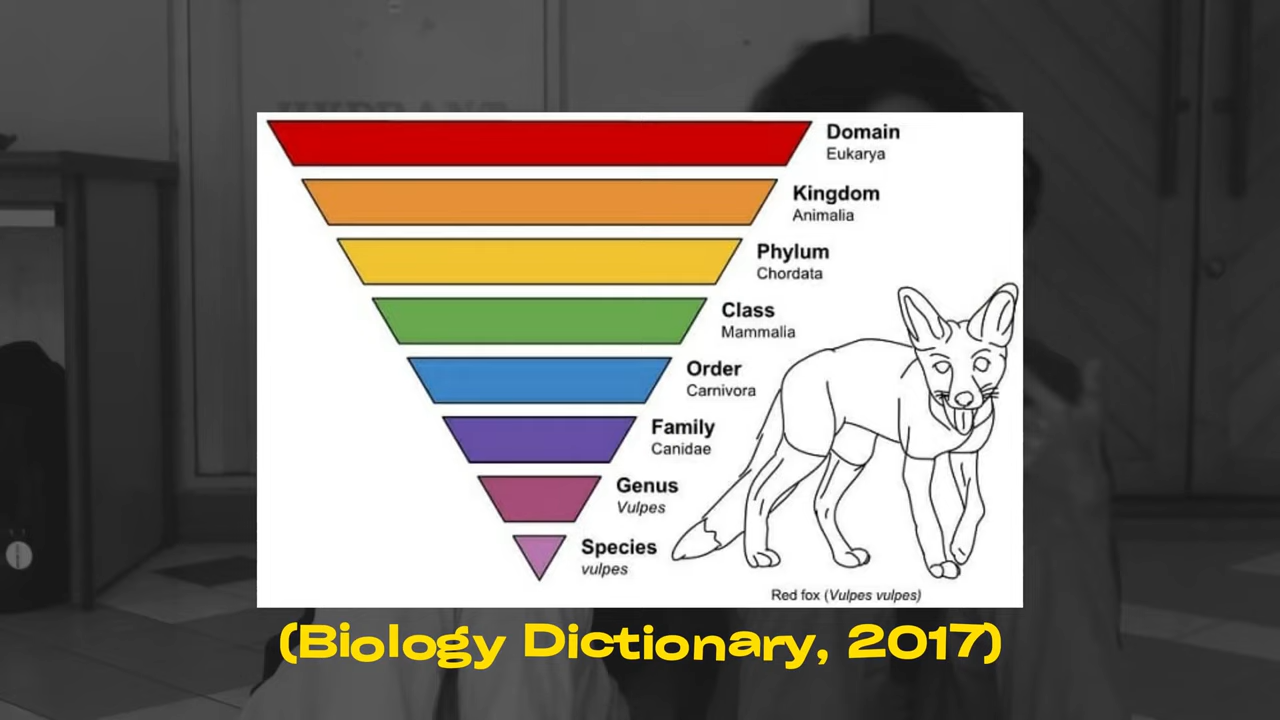 Domain
Eukarya
Kingdom
Animalia
Phylum
Chordata
Class
Mammalia
Order
Carnivora
Family
Canidae
Genus
Vulpes
Species
vulpes
Red fox (Vulpes vulpes)
(Biology Dictionary, 2017)